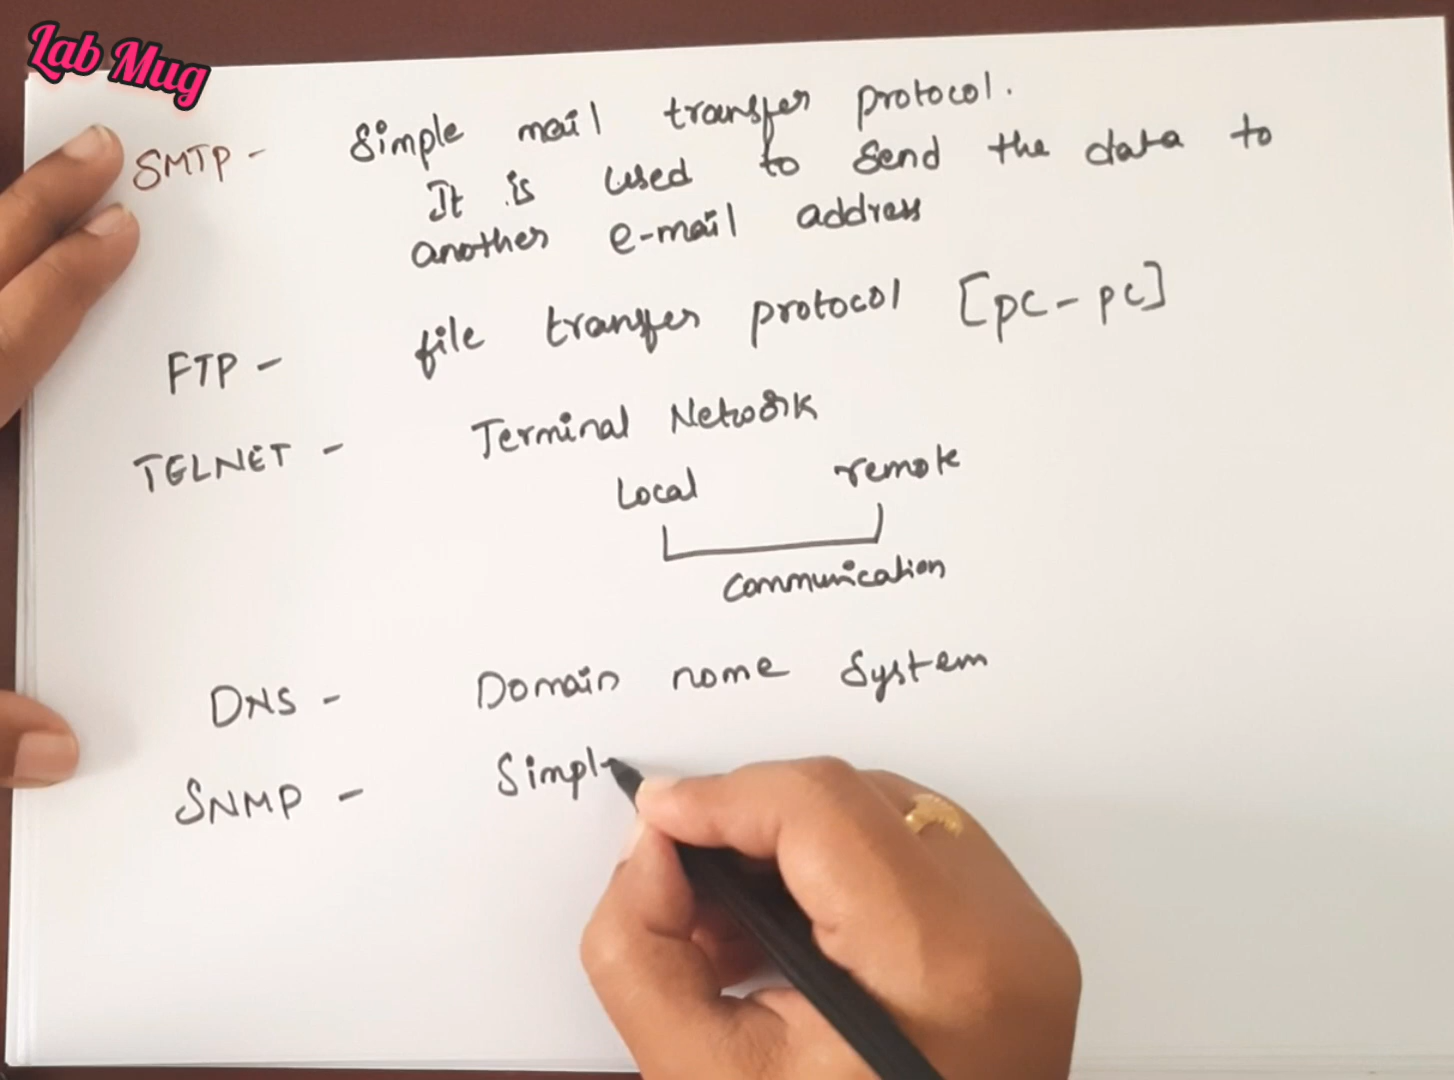 Lab Mug
SMTP - Simple mail transfer protocol.
It is used to send the data to
another e-mail address
FTP - file transfer protocol [pc-pc]
TELNET - Terminal Network
Local remote
Communication
DNS - Domain nome System
SNMP - Simpl